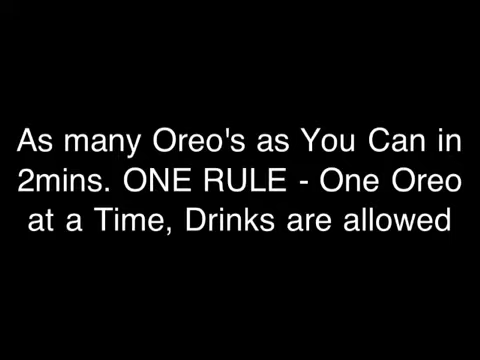 As many Oreo's as You Can in
2mins. ONE RULE - One Oreo
at a Time, Drinks are allowed